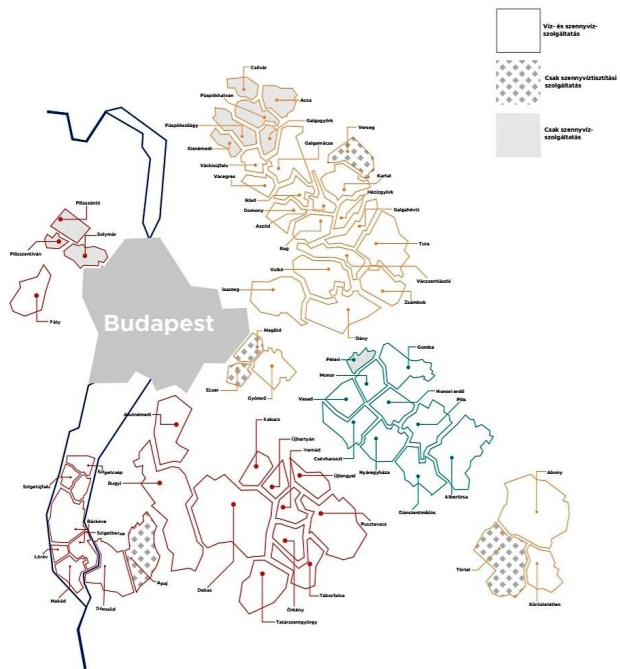 Víz- és szennyvíz-
szolgáltatás
Csak szennyvíztisztítási
szolgáltatás
Csak szennyvíz-
szolgáltatás
Csővár
Püspökhatvan
Acsa
Püspökszilágy
Galgagyörk
Kisnémedi
Galgamácsa
Verseg
Váckisújfalu
Vácegres
Kartal
Iklad
Hévízgyörk
Domony
Galgahévíz
Aszód
Bag
Tura
Valkó
Vácszentlászló
Isaszeg
Zsámbok
Dány
Pilisszántó
Solymár
Pilisszentiván
Páty
Budapest
Maglód
Ecser
Gyömrő
Péteri
Gomba
Monor
Monori erdő
Vasad
Pilis
Csévharaszt
Nyáregyháza
Dánszentmiklós
Albertirsa
Alsónémedi
Kakucs
Újhartyán
Hernád
Bugyi
Újlengyel
Pusztavacs
Szigetcsép
Szigetújfalu
Ráckeve
Szigetbecse
Lórév
Makád
Dömsöd
Apaj
Dabas
Táborfalva
Örkény
Tatárszentgyörgy
Abony
Törtel
Kőröstetétlen